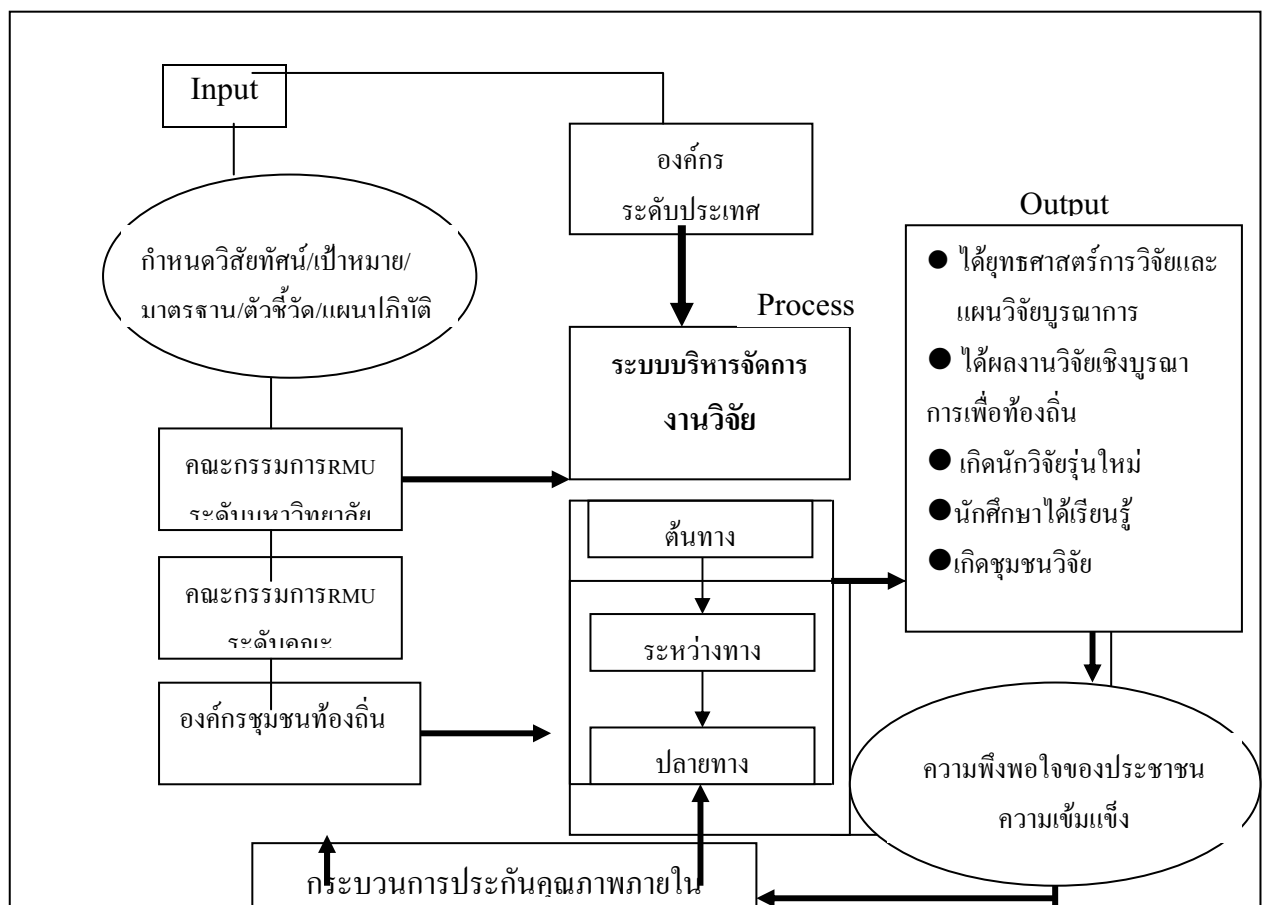 Input
องค์กร
ระดับประเทศ
Output
กำหนดวิสัยทัศน์/เป้าหมาย/
มาตรฐาน/ตัวชี้วัด/แผนปฏิบัติ
● ได้ยุทธศาสตร์การวิจัยและ
แผนวิจัยบูรณาการ
● ได้ผลงานวิจัยเชิงบูรณา
การเพื่อท้องถิ่น
● เกิดนักวิจัยรุ่นใหม่
●นักศึกษาได้เรียนรู้
●เกิดชุมชนวิจัย
Process
ระบบบริหารจัดการ
งานวิจัย
คณะกรรมการRMU
ระดับมหาวิทยาลัย
ต้นทาง
คณะกรรมการRMU
ระดับคณะ
ระหว่างทาง
องค์กรชุมชนท้องถิ่น
ปลายทาง
ความพึงพอใจของประชาชน
ความเข้มแข็ง
กระบวนการประกันคุณภาพภายใน